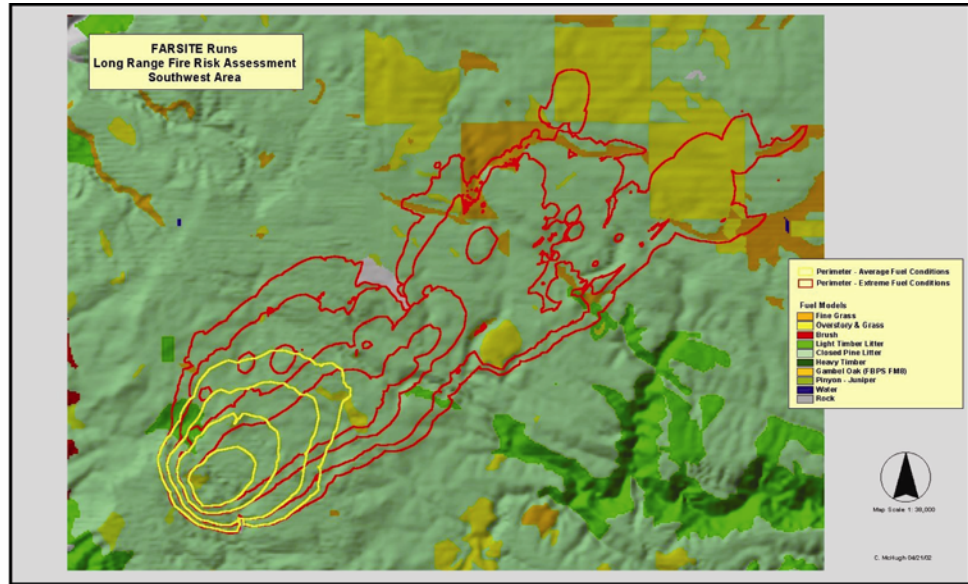 FARSITE Runs
Long Range Fire Risk Assessment
Southwest Area
Perimeter - Average Fuel Conditions
Perimeter - Extreme Fuel Conditions
Fuel Models
Fine Grass
Overstory & Grass
Brush
Light Timber Litter
Closed Pine Litter
Heavy Timber
Gambel Oak (FBPS FM8)
Pinyon - Juniper
Water
Rock
Map Scale 1: 38,000
C. McHugh 04/21/02